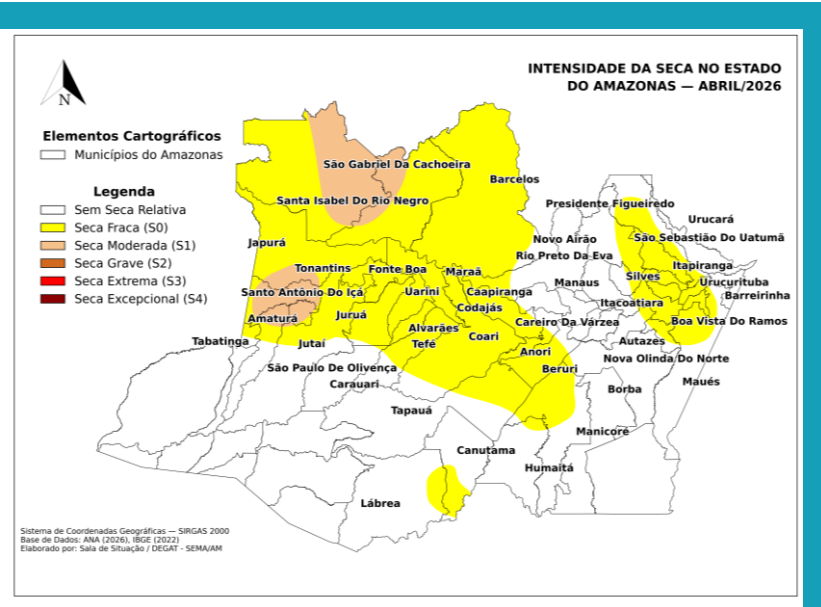 INTENSIDADE DA SECA NO ESTADO
DO AMAZONAS — ABRIL/2026
N
Elementos Cartográficos
Municípios do Amazonas
Legenda
Sem Seca Relativa
Seca Fraca (S0)
Seca Moderada (S1)
Seca Grave (S2)
Seca Extrema (S3)
Seca Excepcional (S4)
São Gabriel Da Cachoeira
Barcelos
Santa Isabel Do Rio Negro
Presidente Figueiredo
Urucará
Japurá
Novo Airão
São Sebastião Do Uatumã
Rio Preto Da Eva
Tonantins
Fonte Boa
Maraã
Itapiranga
Silves
Manaus
Urucurituba
Santo Antônio Do Içá
Uarini
Caapiranga
Barreirinha
Itacoatiara
Codajás
Amaturá
Juruá
Careiro Da Várzea
Boa Vista Do Ramos
Alvarães
Coari
Tabatinga
Jutaí
Tefé
Anori
Autazes
Nova Olinda Do Norte
São Paulo De Olivença
Beruri
Carauari
Borba
Maués
Tapauá
Manicoré
Canutama
Humaitá
Lábrea
Sistema de Coordenadas Geográficas — SIRGAS 2000
Base de Dados: ANA (2026), IBGE (2022)
Elaborado por: Sala de Situação / DEGAT - SEMA/AM